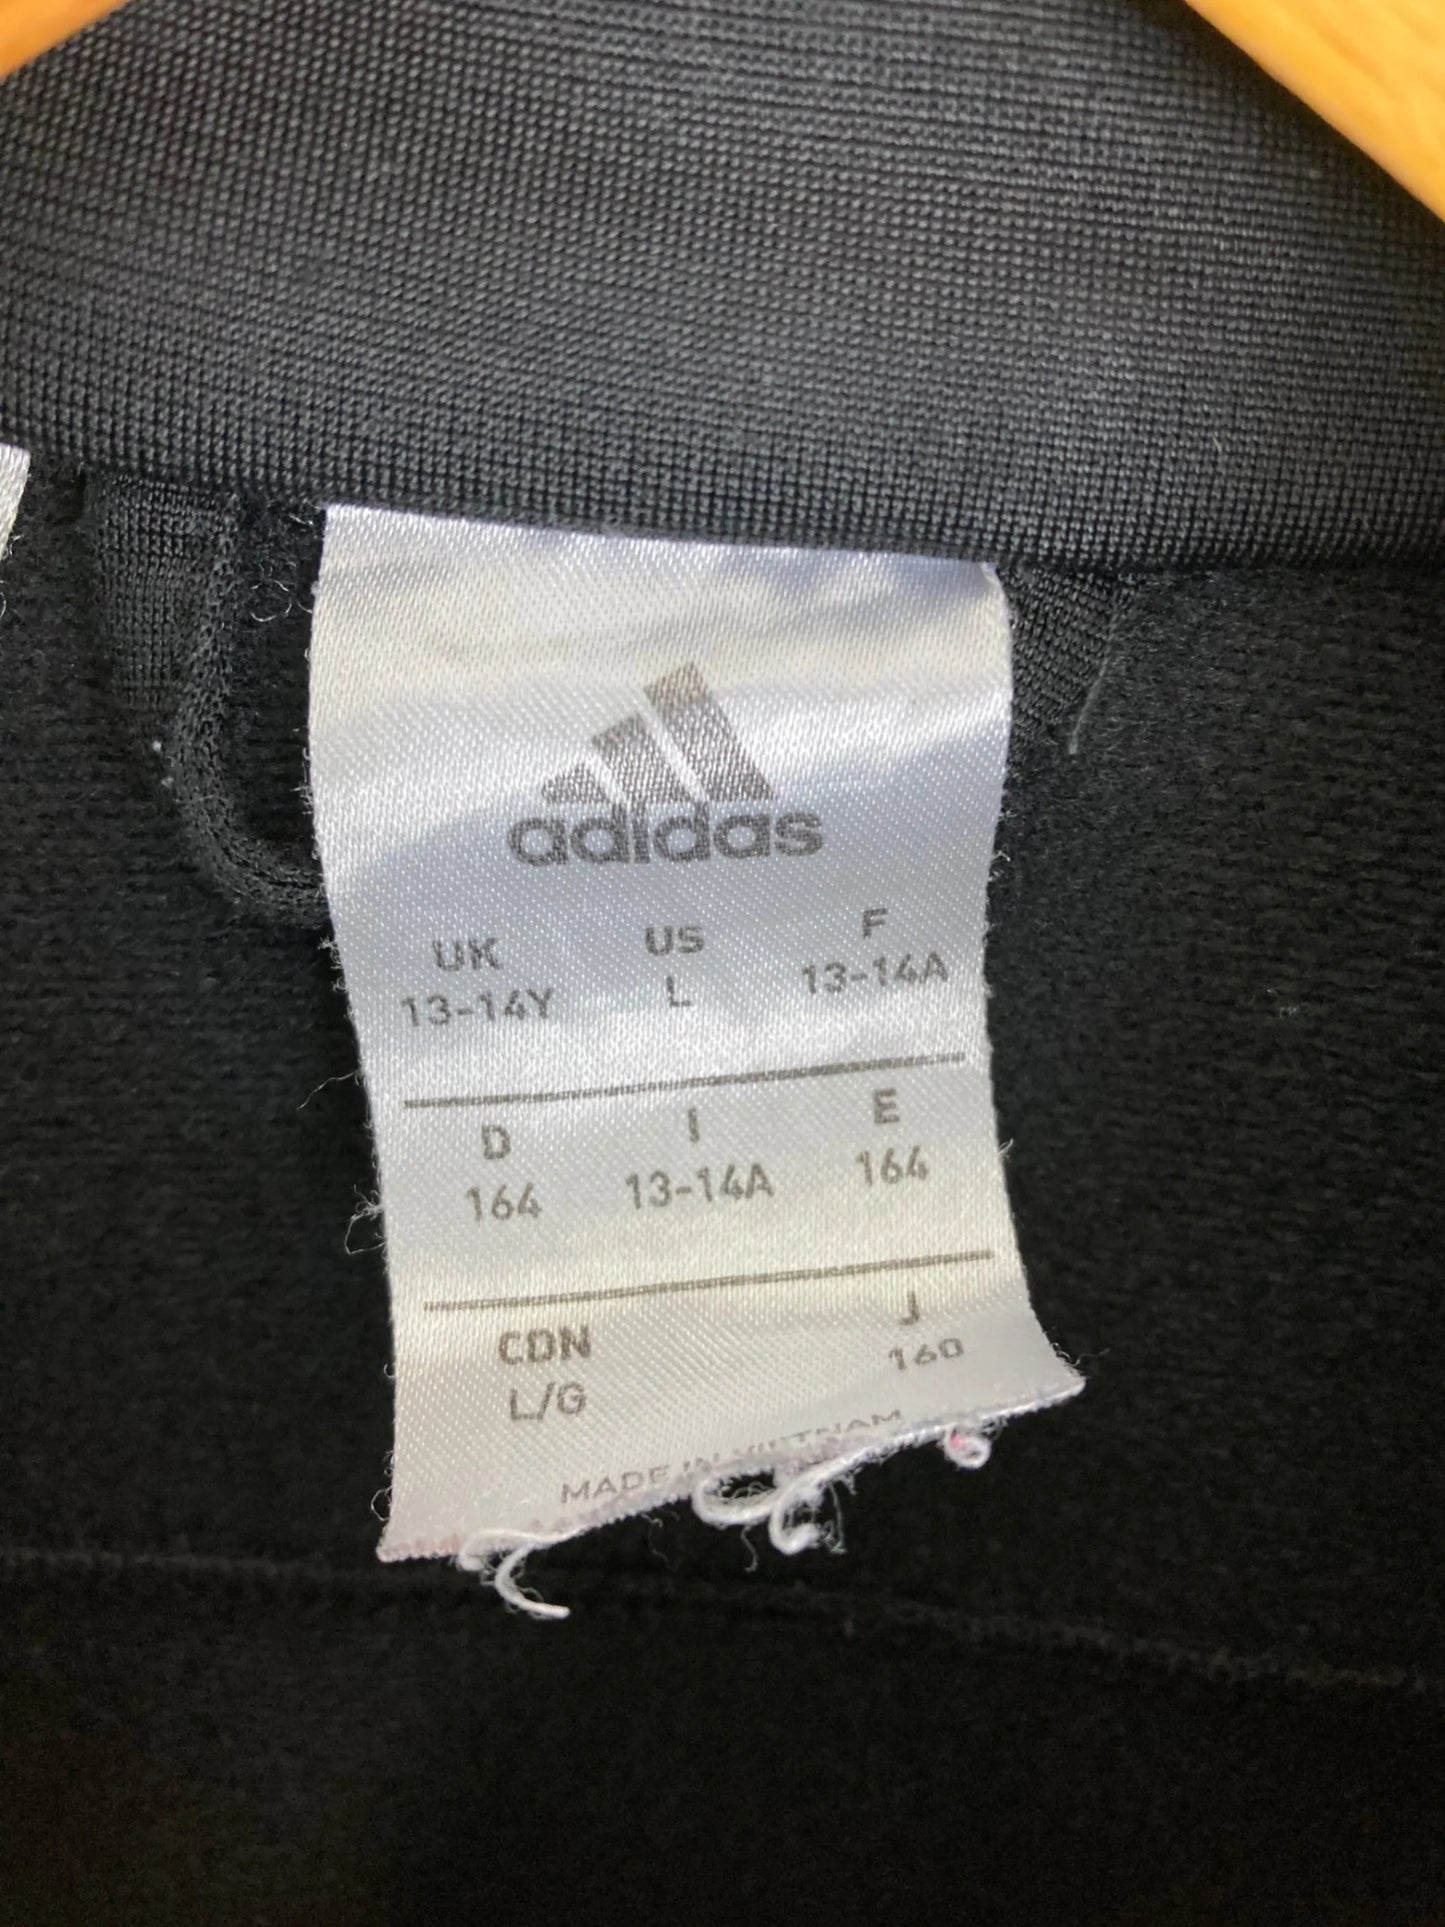 adidas
UK US F
13-14Y L 13-14A
D I E
164 13-14A 164
CDN J
L/G 160
MADE IN VIETNAM